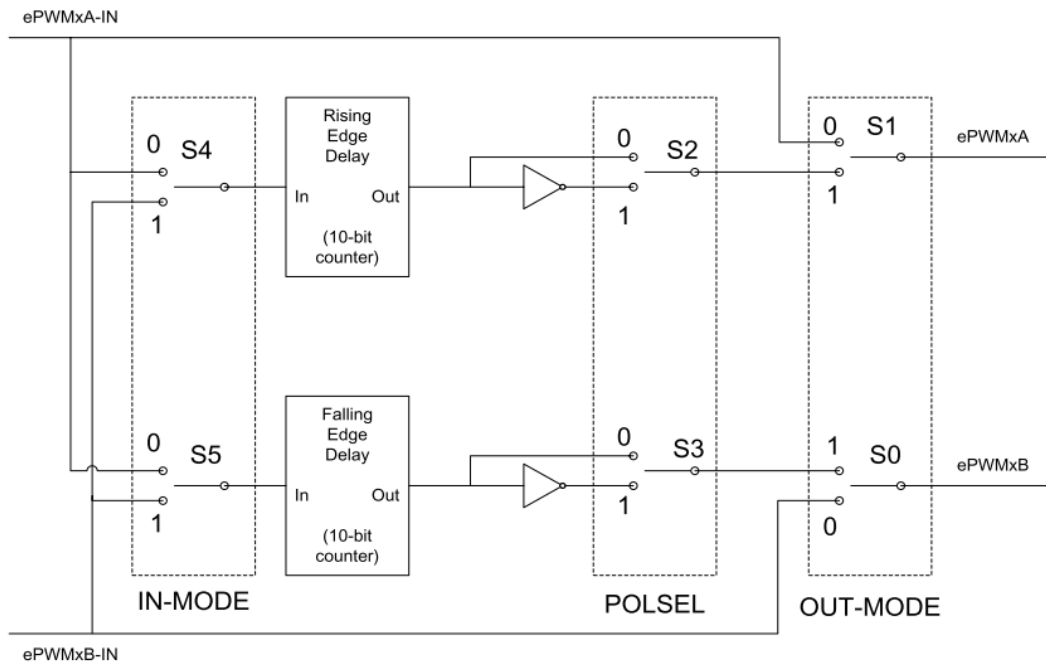 ePWMxA-IN
Rising
Edge
Delay
0
S4
In
Out
1
(10-bit
counter)
0
S2
1
0
S1
ePWMxA
1
Falling
Edge
Delay
0
S5
In
Out
1
(10-bit
counter)
0
S3
1
1
S0
ePWMxB
0
IN-MODE
POLSEL
OUT-MODE
ePWMxB-IN